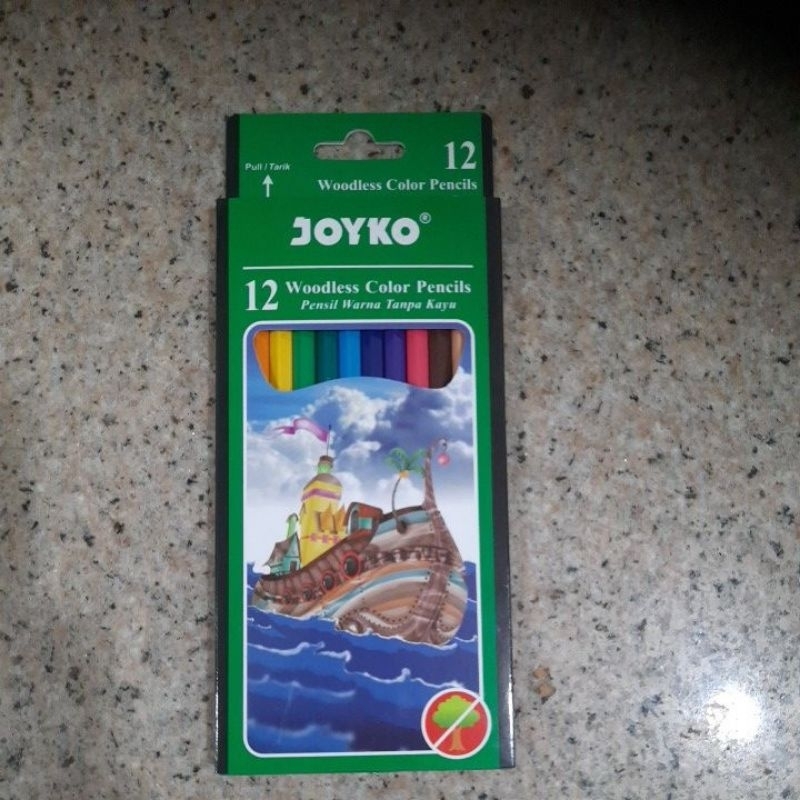 12
Pull / Tarik
Woodless Color Pencils
JOYKO®
12 Woodless Color Pencils
Pensil Warna Tanpa Kayu